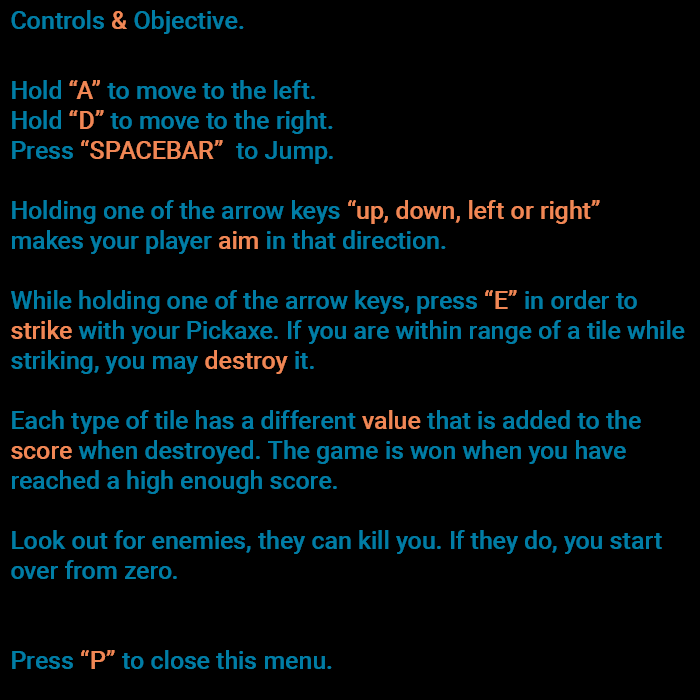 Controls & Objective.
Hold “A” to move to the left.
Hold “D” to move to the right.
Press “SPACEBAR”  to Jump.
Holding one of the arrow keys “up, down, left or right”
makes your player aim in that direction.
While holding one of the arrow keys, press “E” in order to
strike with your Pickaxe. If you are within range of a tile while
striking, you may destroy it.
Each type of tile has a different value that is added to the
score when destroyed. The game is won when you have
reached a high enough score.
Look out for enemies, they can kill you. If they do, you start
over from zero.
Press “P” to close this menu.